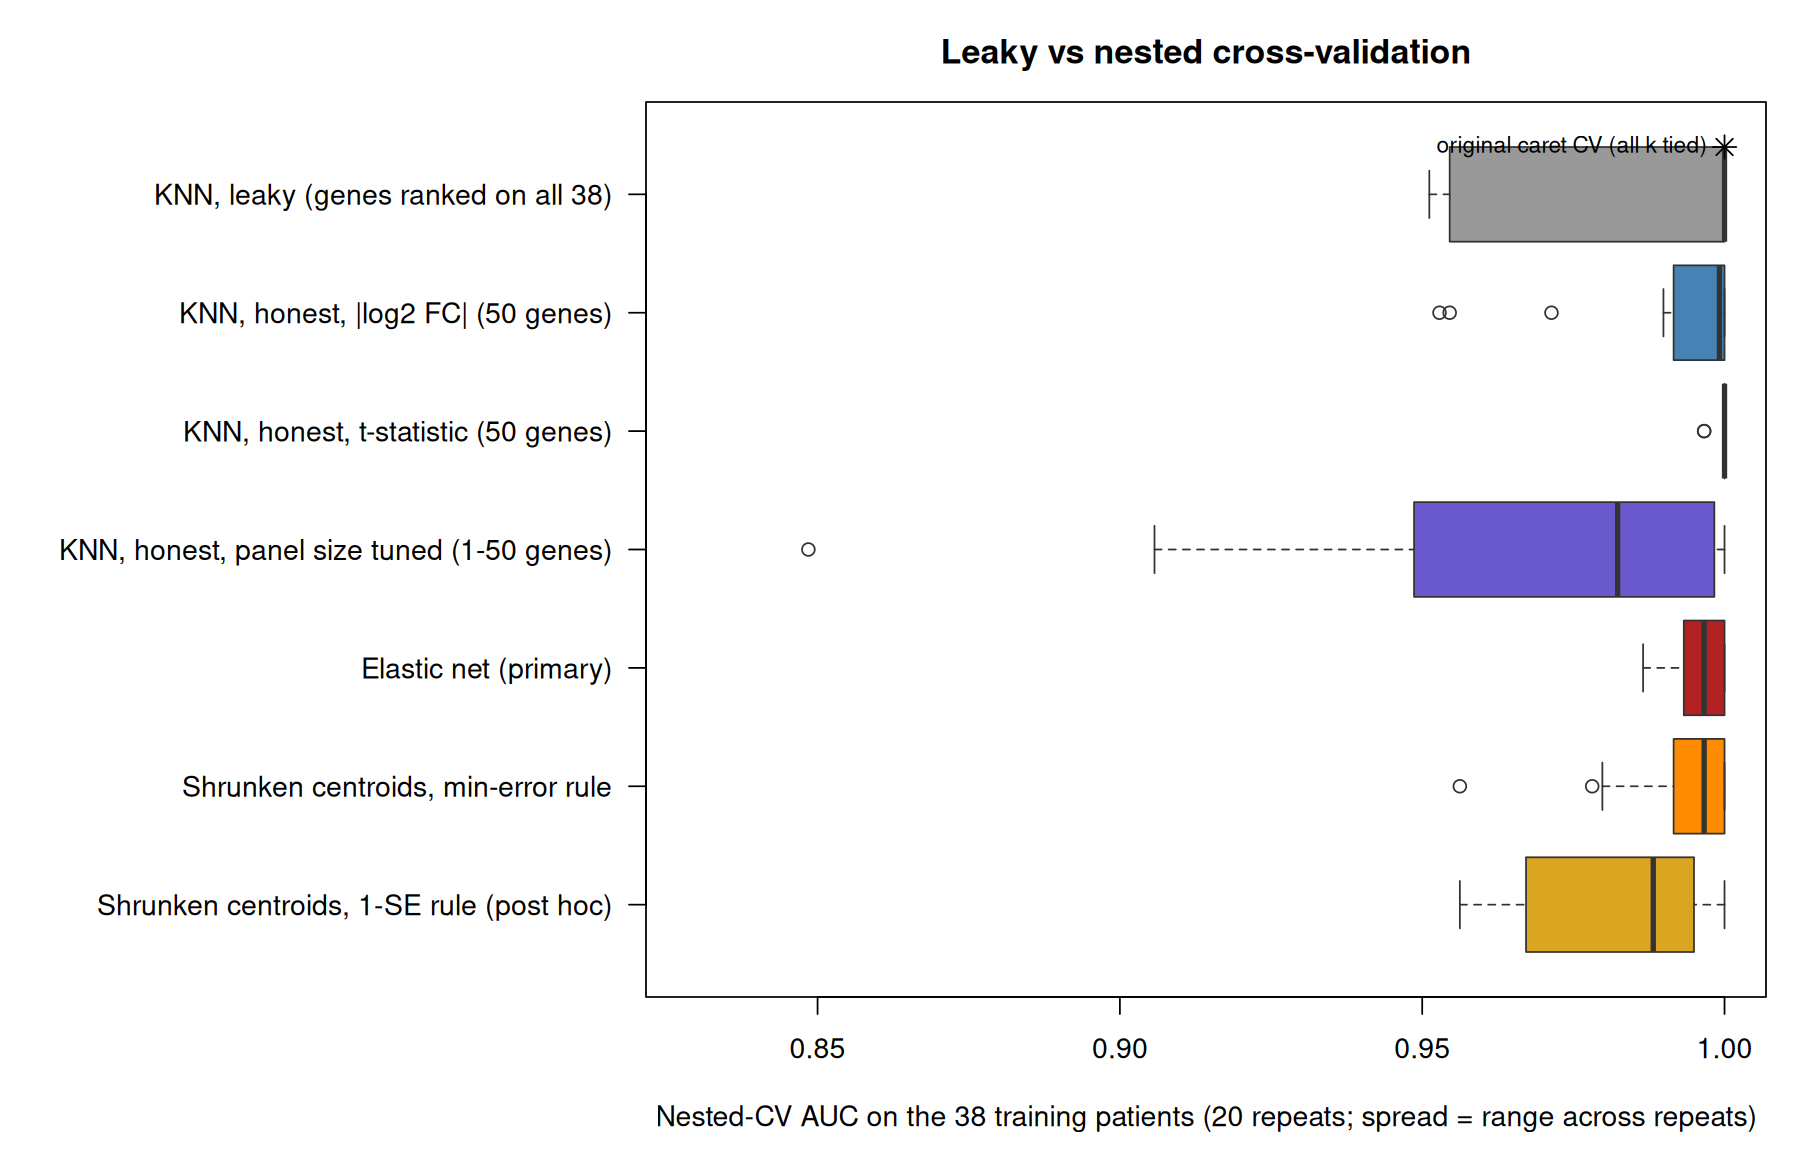 Leaky vs nested cross-validation
original caret CV (all k tied)
KNN, leaky (genes ranked on all 38)
KNN, honest, |log2 FC| (50 genes)
KNN, honest, t-statistic (50 genes)
KNN, honest, panel size tuned (1-50 genes)
Elastic net (primary)
Shrunken centroids, min-error rule
Shrunken centroids, 1-SE rule (post hoc)
0.85 0.90 0.95 1.00
Nested-CV AUC on the 38 training patients (20 repeats; spread = range across repeats)